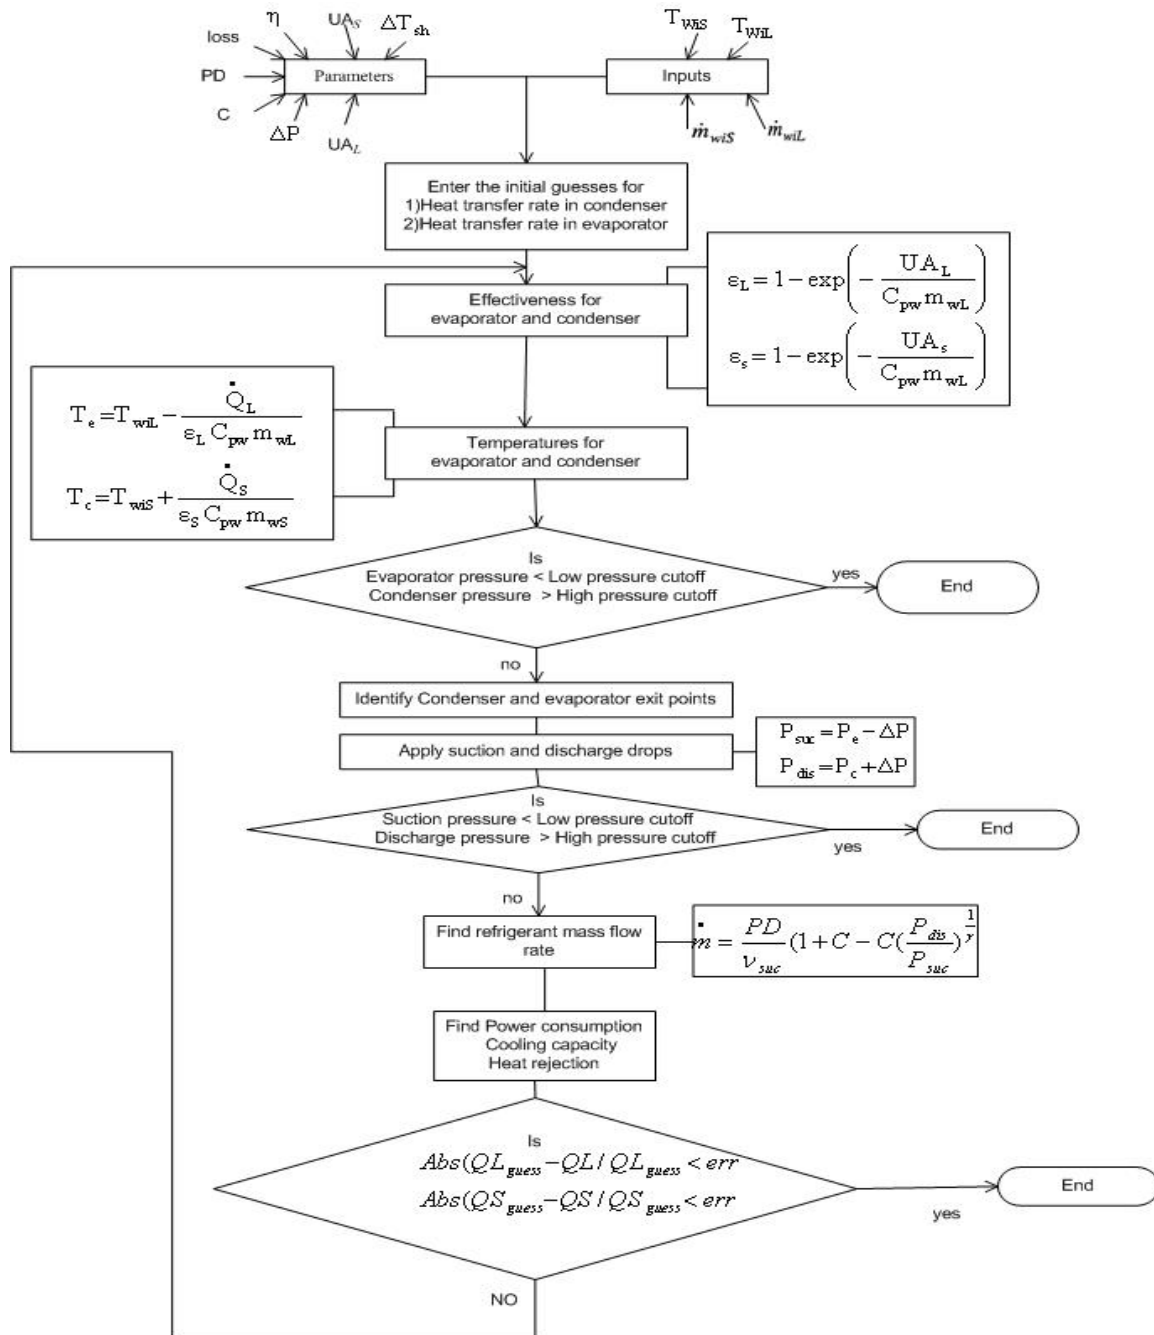 η
UA_S
ΔT_sh
loss
PD
Parameters
C
ΔP
UA_L
T_WiS
T_WiL
Inputs
ṁ_wiS
ṁ_wiL
Enter the initial guesses for
1)Heat transfer rate in condenser
2)Heat transfer rate in evaporator
Effectiveness for
evaporator and condenser
ε_L = 1 − exp(− UA_L / C_pw m_wL)
ε_s = 1 − exp(− UA_s / C_pw m_wL)
T_e = T_wiL − Q̇_L / ε_L C_pw m_wL
T_c = T_wiS + Q̇_S / ε_S C_pw m_wS
Temperatures for
evaporator and condenser
Is
Evaporator pressure < Low pressure cutoff
Condenser pressure > High pressure cutoff
yes
End
no
Identify Condenser and evaporator exit points
Apply suction and discharge drops
P_suc = P_e − ΔP
P_dis = P_c + ΔP
Is
Suction pressure < Low pressure cutoff
Discharge pressure > High pressure cutoff
yes
End
no
Find refrigerant mass flow
rate
ṁ = PD / ν_suc (1 + C − C(P_dis / P_suc)^(1/γ)
Find Power consumption
Cooling capacity
Heat rejection
Is
Abs(QL_guess − QL / QL_guess < err
Abs(QS_guess − QS / QS_guess < err
yes
End
NO